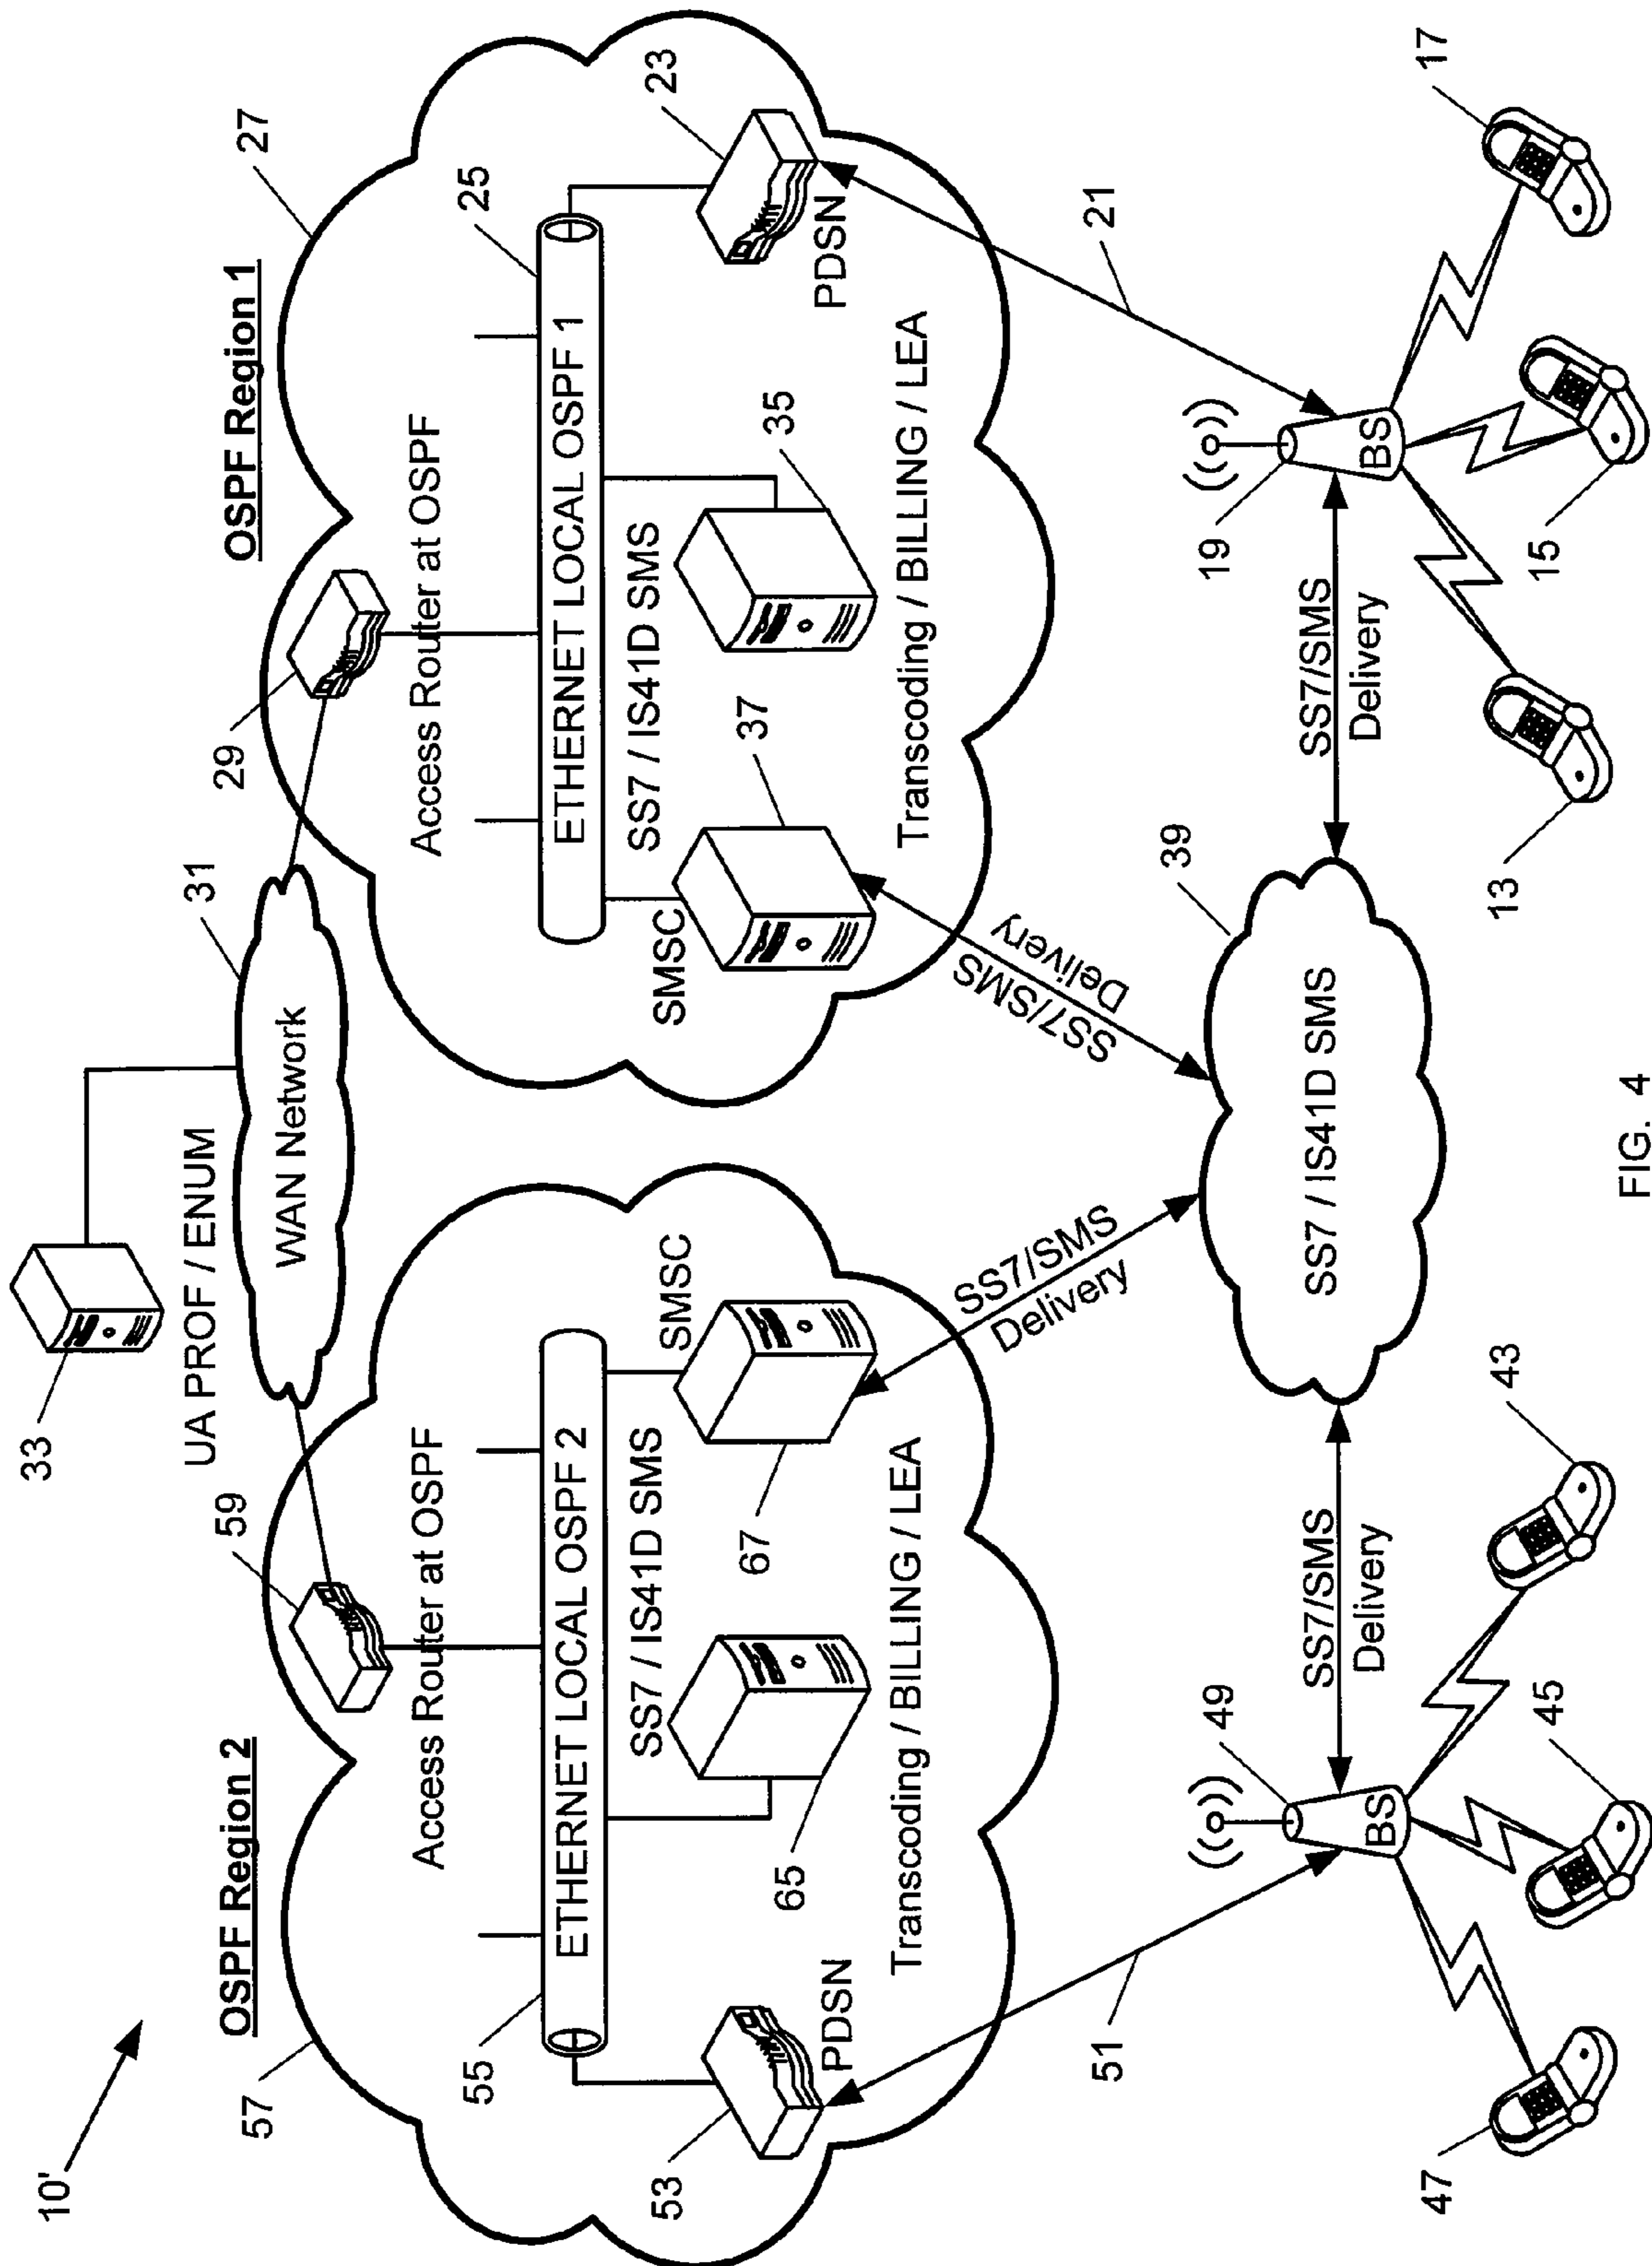 10'
33
UA PROF / ENUM
31
WAN Network
OSPF Region 2
57
59
Access Router at OSPF
55
ETHERNET LOCAL OSPF 2
SS7 / IS41D SMS
SMSC
53
PDSN
65
67
Transcoding / BILLING / LEA
OSPF Region 1
27
29
Access Router at OSPF
25
ETHERNET LOCAL OSPF 1
SS7 / IS41D SMS
SMSC
37
35
23
PDSN
Transcoding / BILLING / LEA
SS7/SMS
Delivery
SS7/SMS
Delivery
51
49
BS
SS7/SMS
Delivery
39
SS7 / IS41D SMS
SS7/SMS
Delivery
19
BS
21
47
45
43
13
15
17
FIG. 4